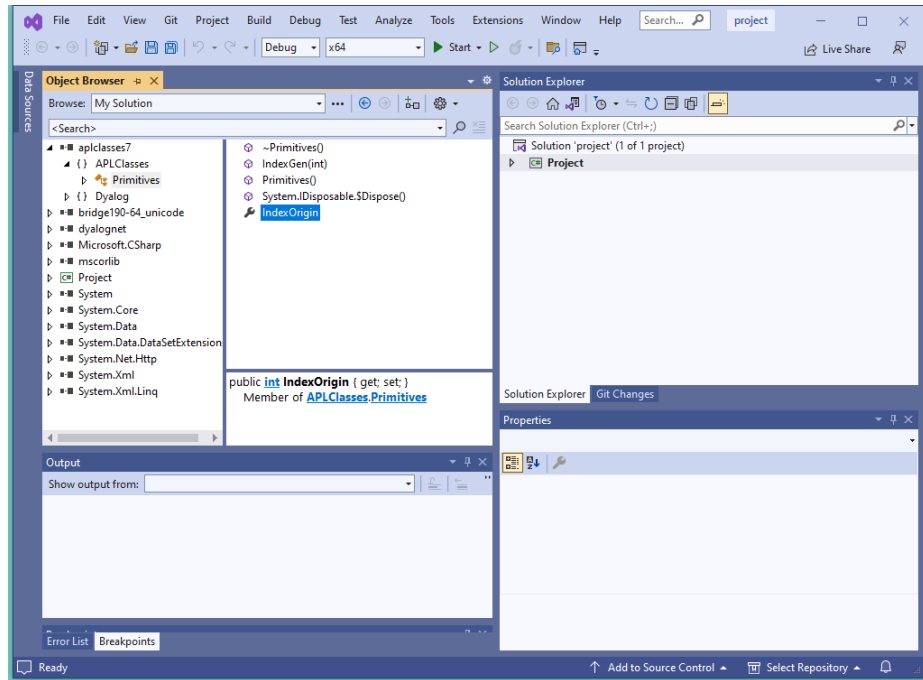 File Edit View Git Project Build Debug Test Analyze Tools Extensions Window Help Search... project
Debug x64 Start Live Share
Data Sources
Object Browser
Browse: My Solution
<Search>
aplclasses7
{ } APLClasses
Primitives
{ } Dyalog
bridge190-64_unicode
dyalognet
Microsoft.CSharp
mscorlib
C# Project
System
System.Core
System.Data
System.Data.DataSetExtension
System.Net.Http
System.Xml
System.Xml.Linq
~Primitives()
IndexGen(int)
Primitives()
System.IDisposable.$Dispose()
IndexOrigin
public int IndexOrigin { get; set; }
Member of APLClasses.Primitives
Output
Show output from:
Error List Breakpoints
Solution Explorer
Search Solution Explorer (Ctrl+;)
Solution 'project' (1 of 1 project)
C# Project
Solution Explorer Git Changes
Properties
Ready Add to Source Control Select Repository